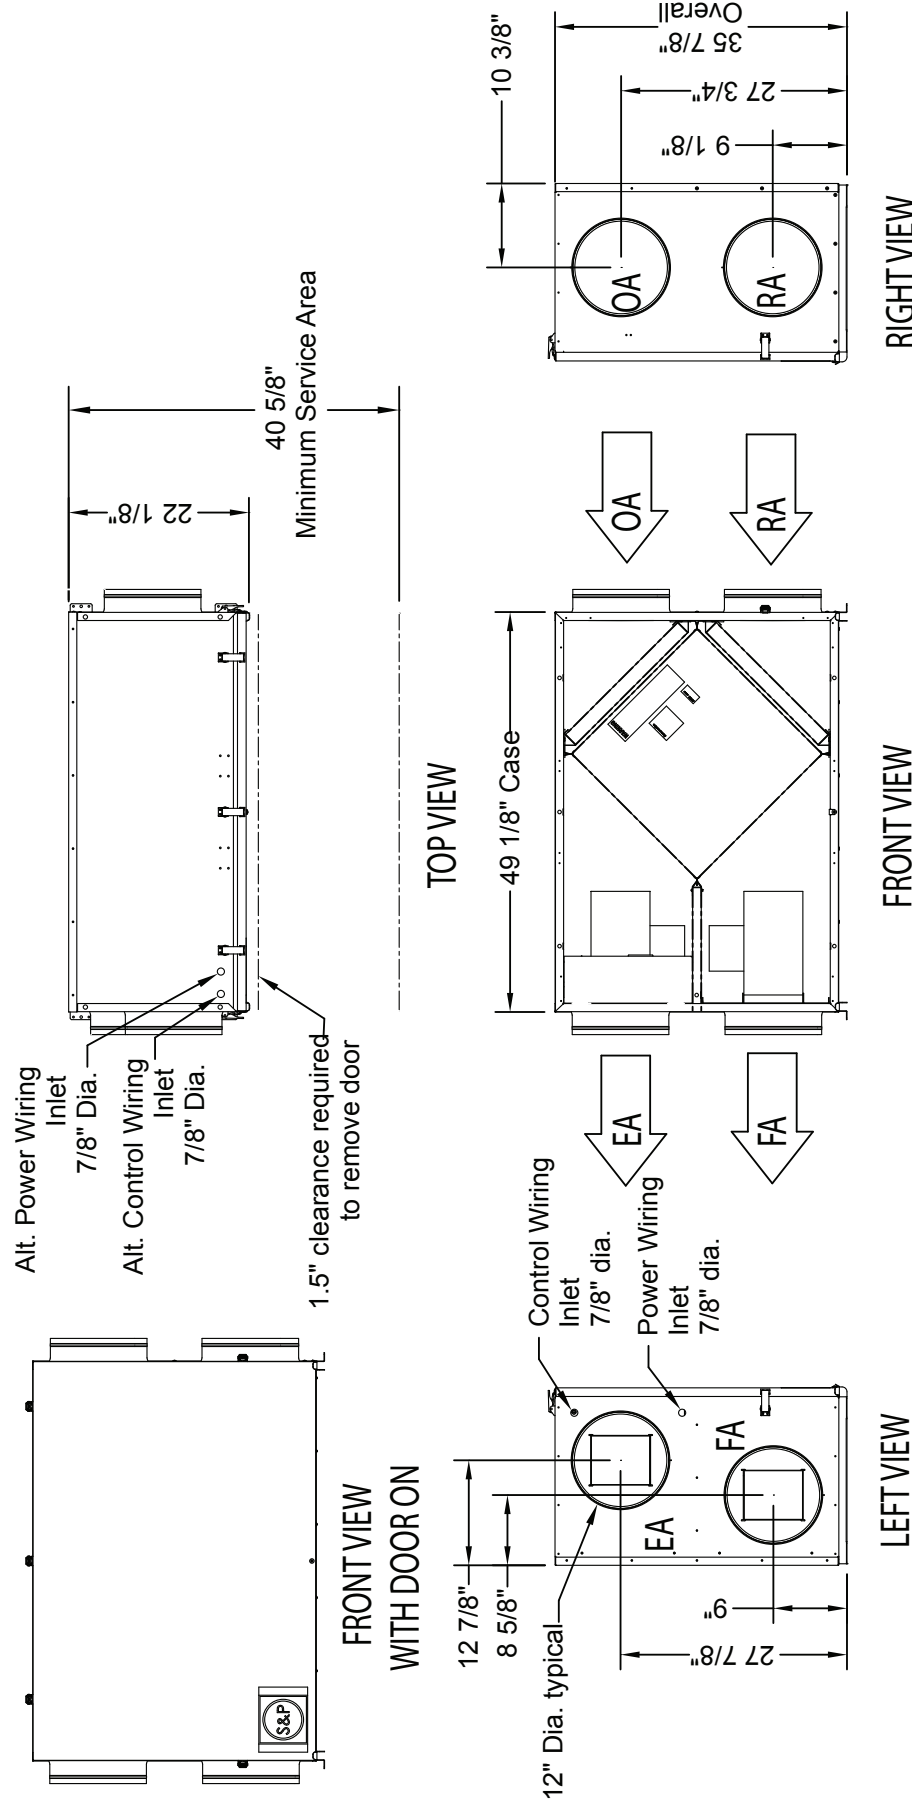 Alt. Power Wiring
Inlet
7/8" Dia.
Alt. Control Wiring
Inlet
7/8" Dia.
1.5" clearance required
to remove door
22 1/8"
40 5/8"
Minimum Service Area
TOP VIEW
S&P
FRONT VIEW
WITH DOOR ON
12 7/8"
8 5/8"
12" Dia. typical
EA
FA
9"
27 7/8"
Control Wiring
Inlet
7/8" dia.
Power Wiring
Inlet
7/8" dia.
LEFT VIEW
EA
FA
49 1/8" Case
FRONT VIEW
OA
RA
10 3/8"
OA
RA
9 1/8"
27 3/4"
35 7/8"
Overall
RIGHT VIEW